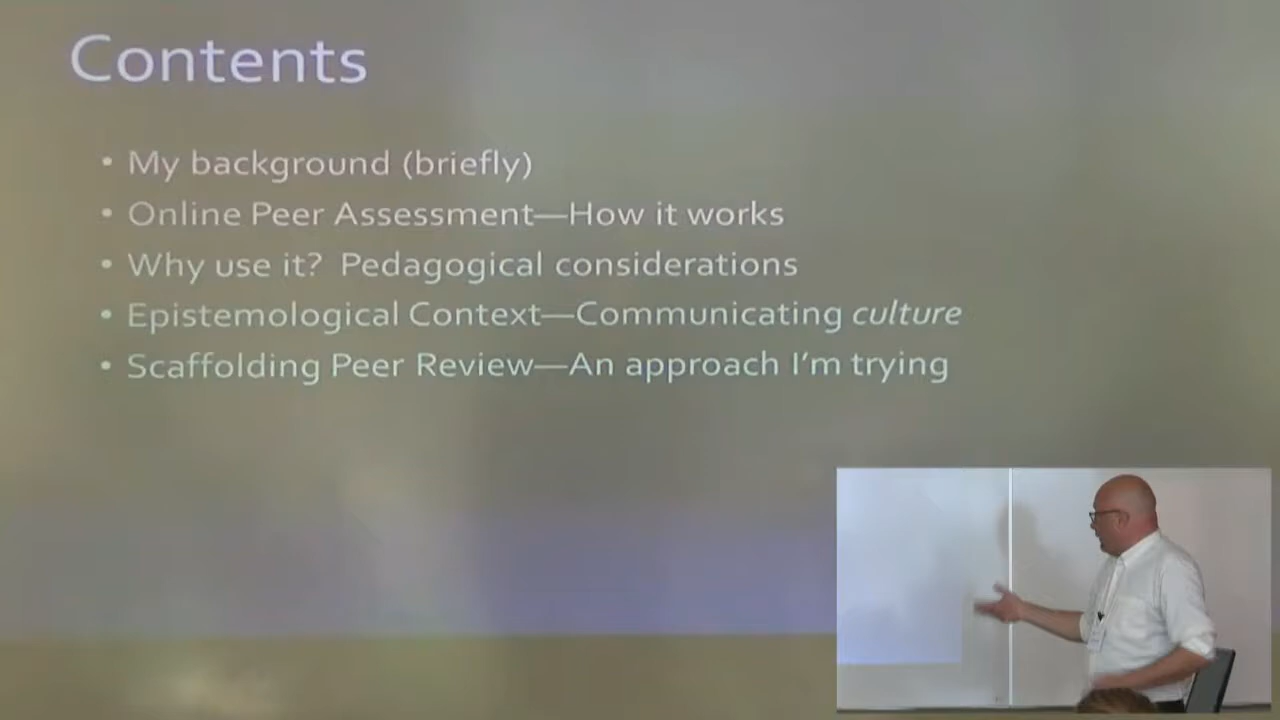 Contents
• My background (briefly)
• Online Peer Assessment—How it works
• Why use it?  Pedagogical considerations
• Epistemological Context—Communicating culture
• Scaffolding Peer Review—An approach I'm trying